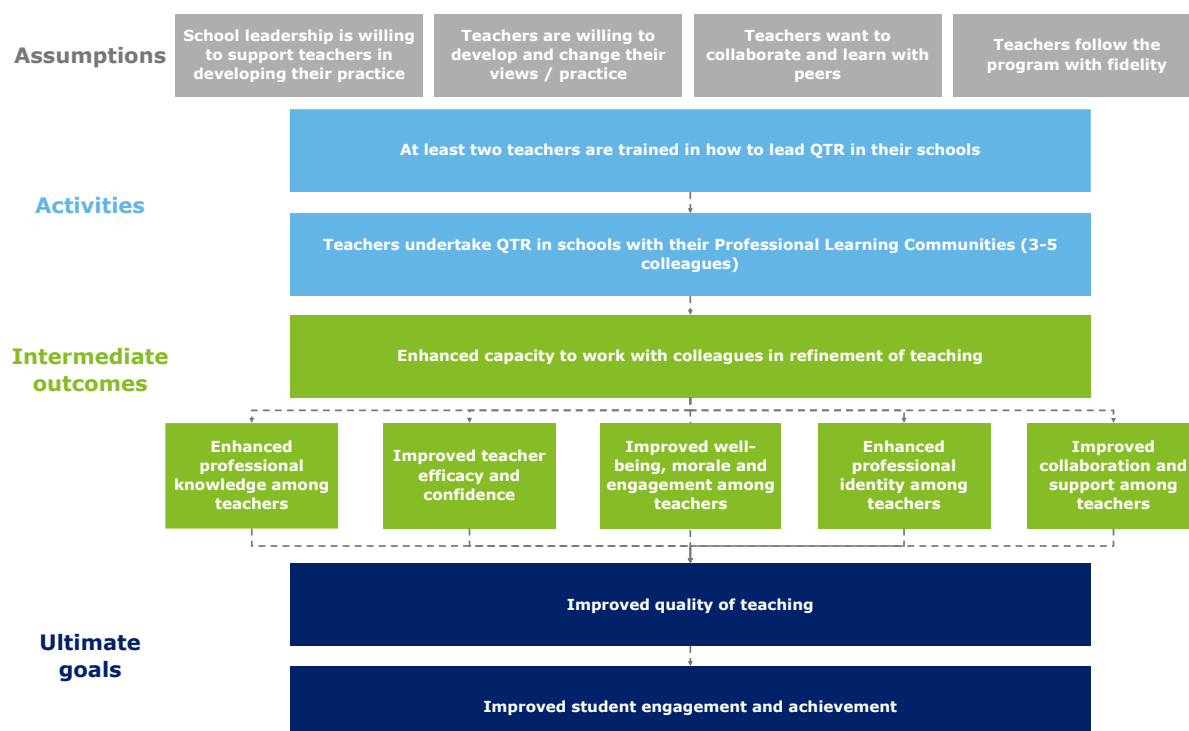 Assumptions
School leadership is willing
to support teachers in
developing their practice
Teachers are willing to
develop and change their
views / practice
Teachers want to
collaborate and learn with
peers
Teachers follow the
program with fidelity
Activities
At least two teachers are trained in how to lead QTR in their schools
Teachers undertake QTR in schools with their Professional Learning Communities (3-5
colleagues)
Intermediate
outcomes
Enhanced capacity to work with colleagues in refinement of teaching
Enhanced
professional
knowledge among
teachers
Improved teacher
efficacy and
confidence
Improved well-
being, morale and
engagement among
teachers
Enhanced
professional
identity among
teachers
Improved
collaboration and
support among
teachers
Ultimate
goals
Improved quality of teaching
Improved student engagement and achievement